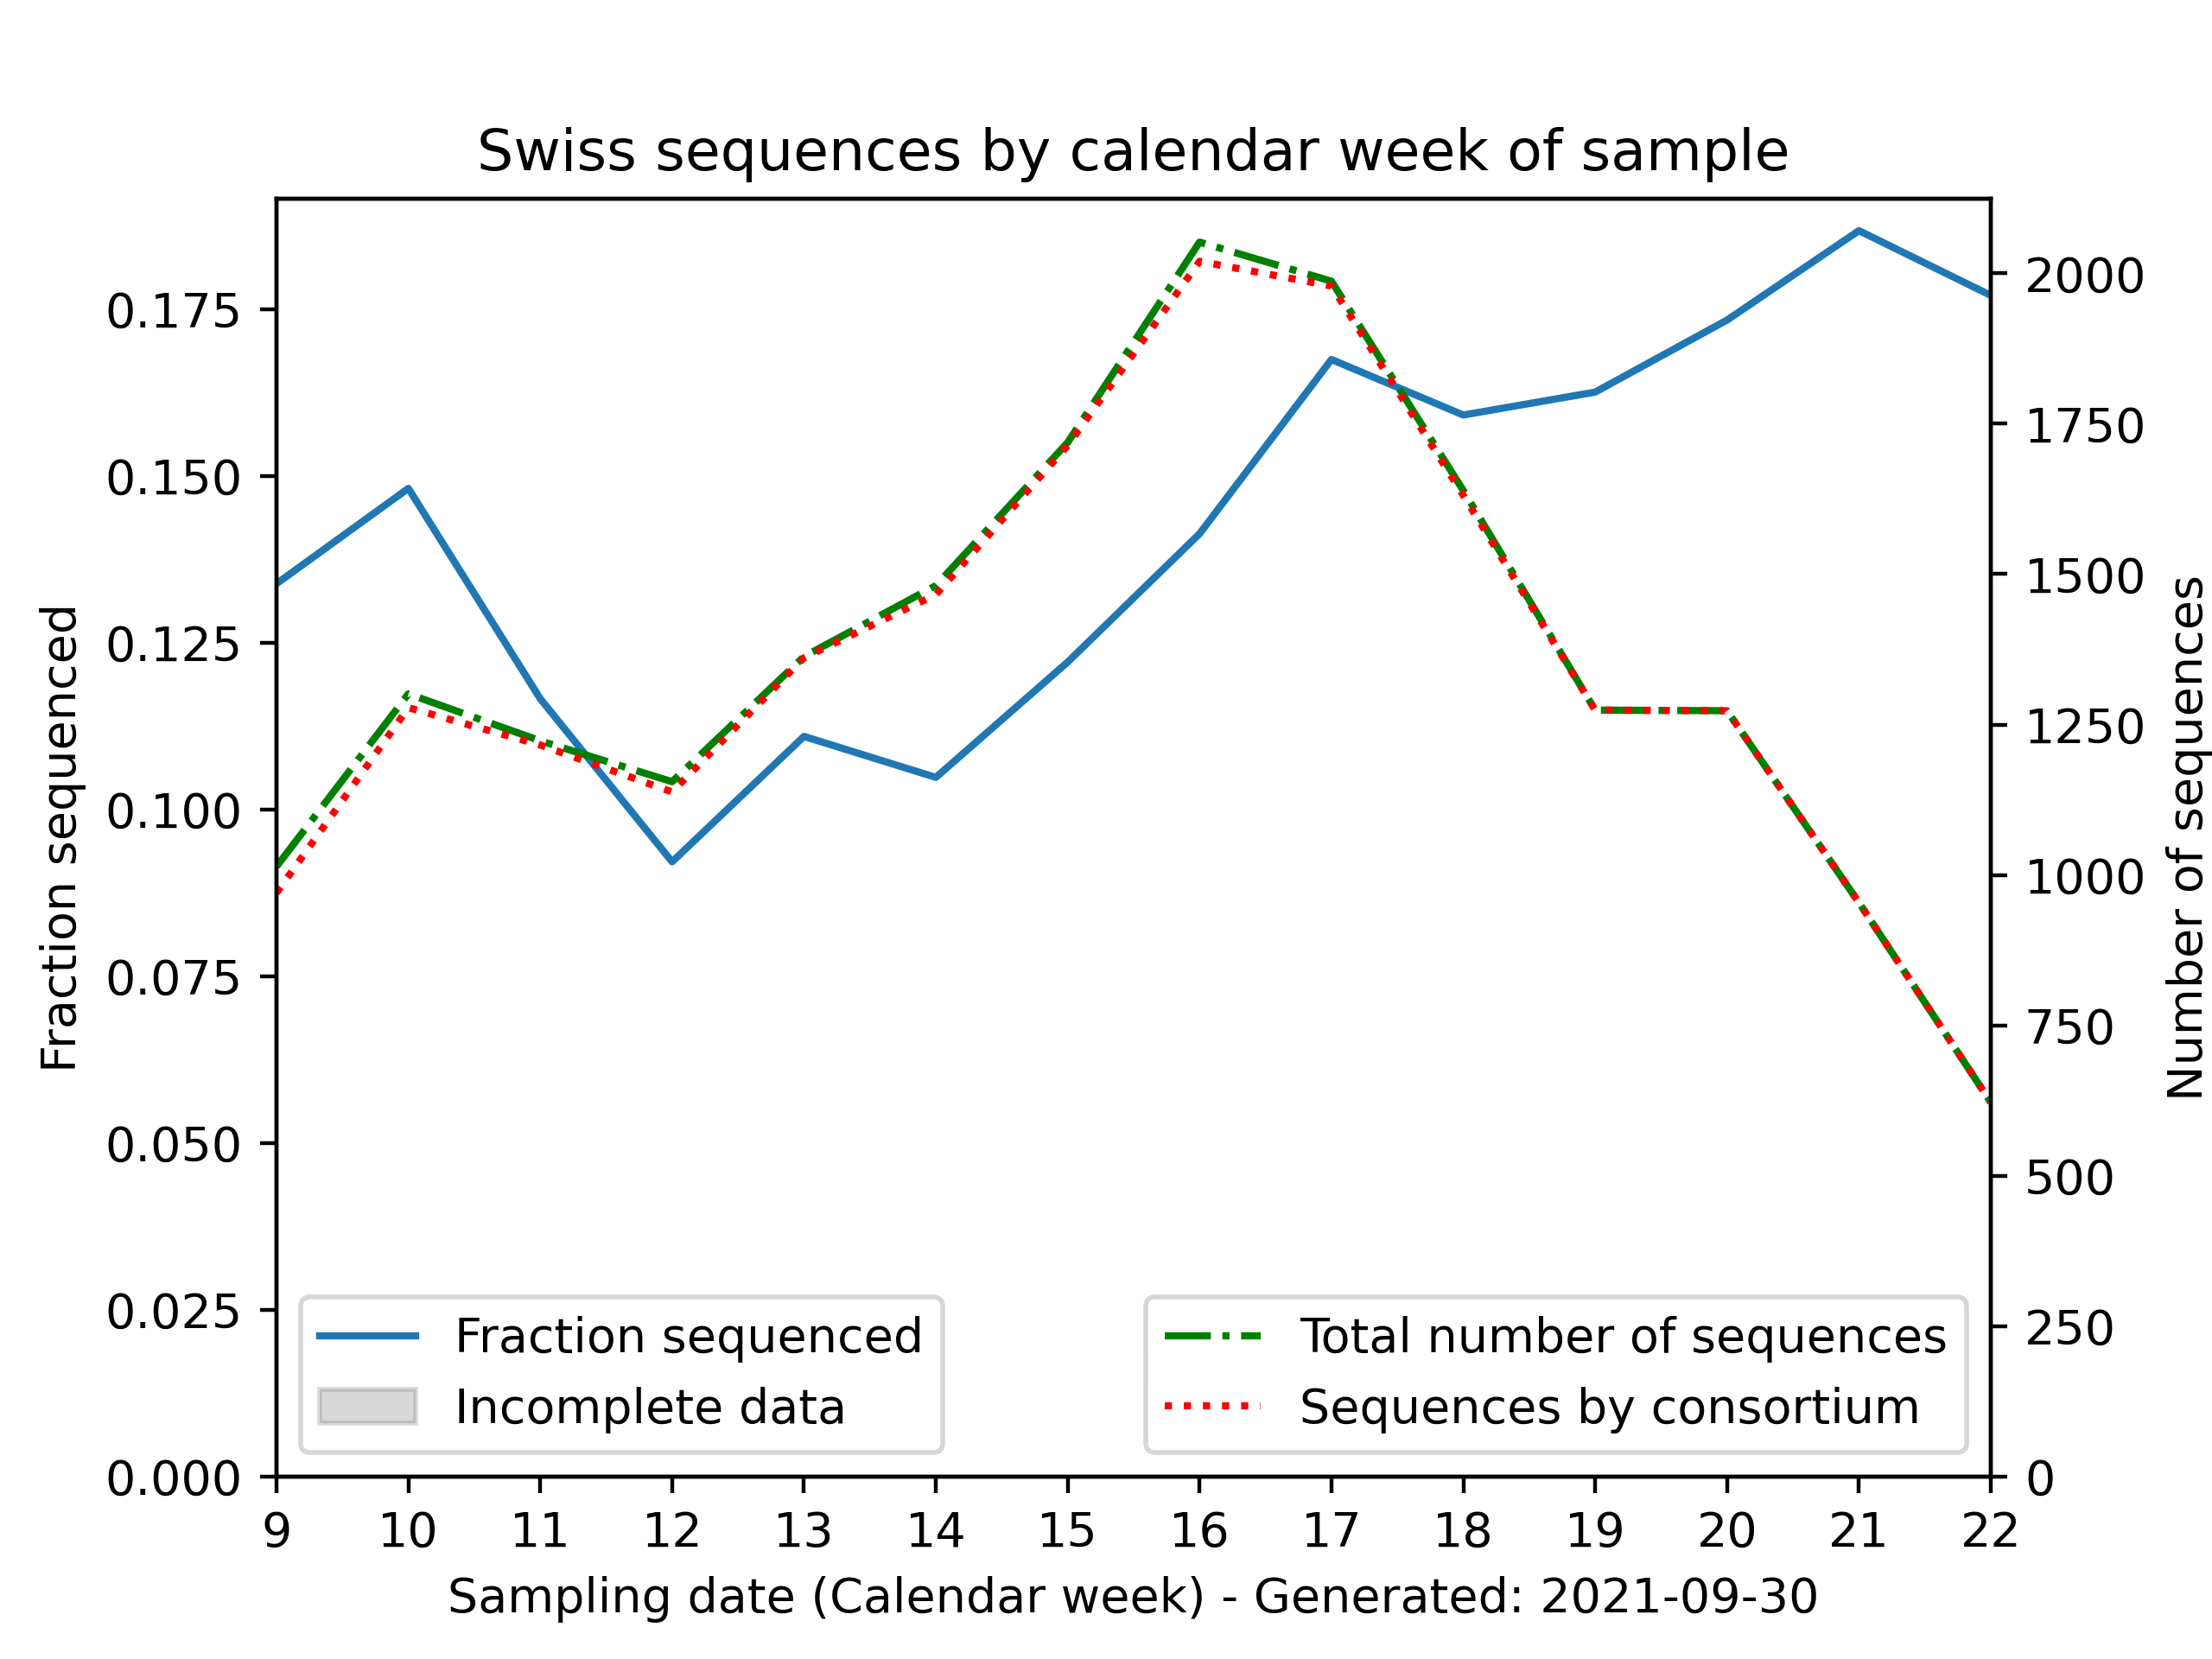 Swiss sequences by calendar week of sample
Fraction sequenced
0.175
0.150
0.125
0.100
0.075
0.050
0.025
0.000
2000
1750
1500
1250
1000
750
500
250
0
Number of sequences
Fraction sequenced
Incomplete data
Total number of sequences
Sequences by consortium
9 10 11 12 13 14 15 16 17 18 19 20 21 22
Sampling date (Calendar week) - Generated: 2021-09-30